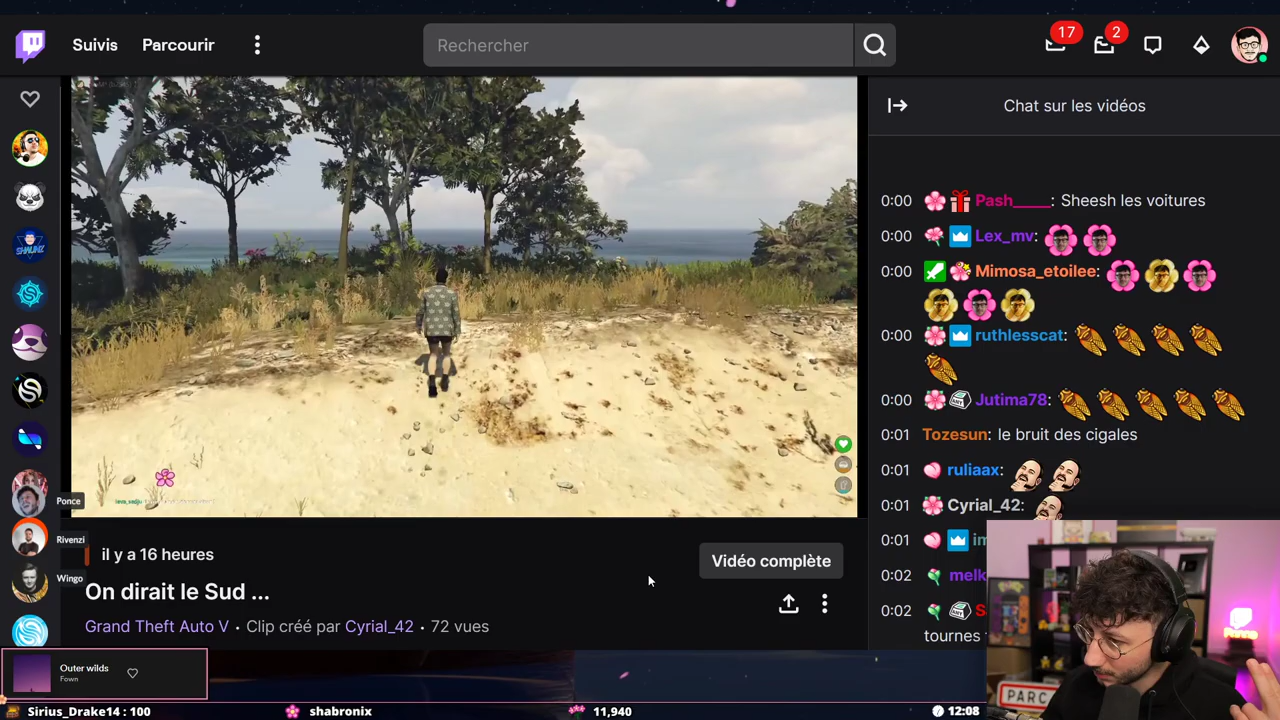 Suivis
Parcourir
Rechercher
17
2
Chat sur les vidéos
0:00 Pash_____: Sheesh les voitures
0:00 Lex_mv:
0:00 Mimosa_etoilee:
0:00 ruthlesscat:
0:00 Jutima78:
0:01 Tozesun: le bruit des cigales
0:01 ruliaax:
0:01 Cyrial_42:
0:01 im
0:02 melk
0:02 S
tournes
Ponce
Rivenzi
Wingo
il y a 16 heures
Vidéo complète
On dirait le Sud ...
Grand Theft Auto V • Clip créé par Cyrial_42 • 72 vues
Outer wilds
Fown
PARC
Sirius_Drake14 : 100
shabronix
11,940
12:08